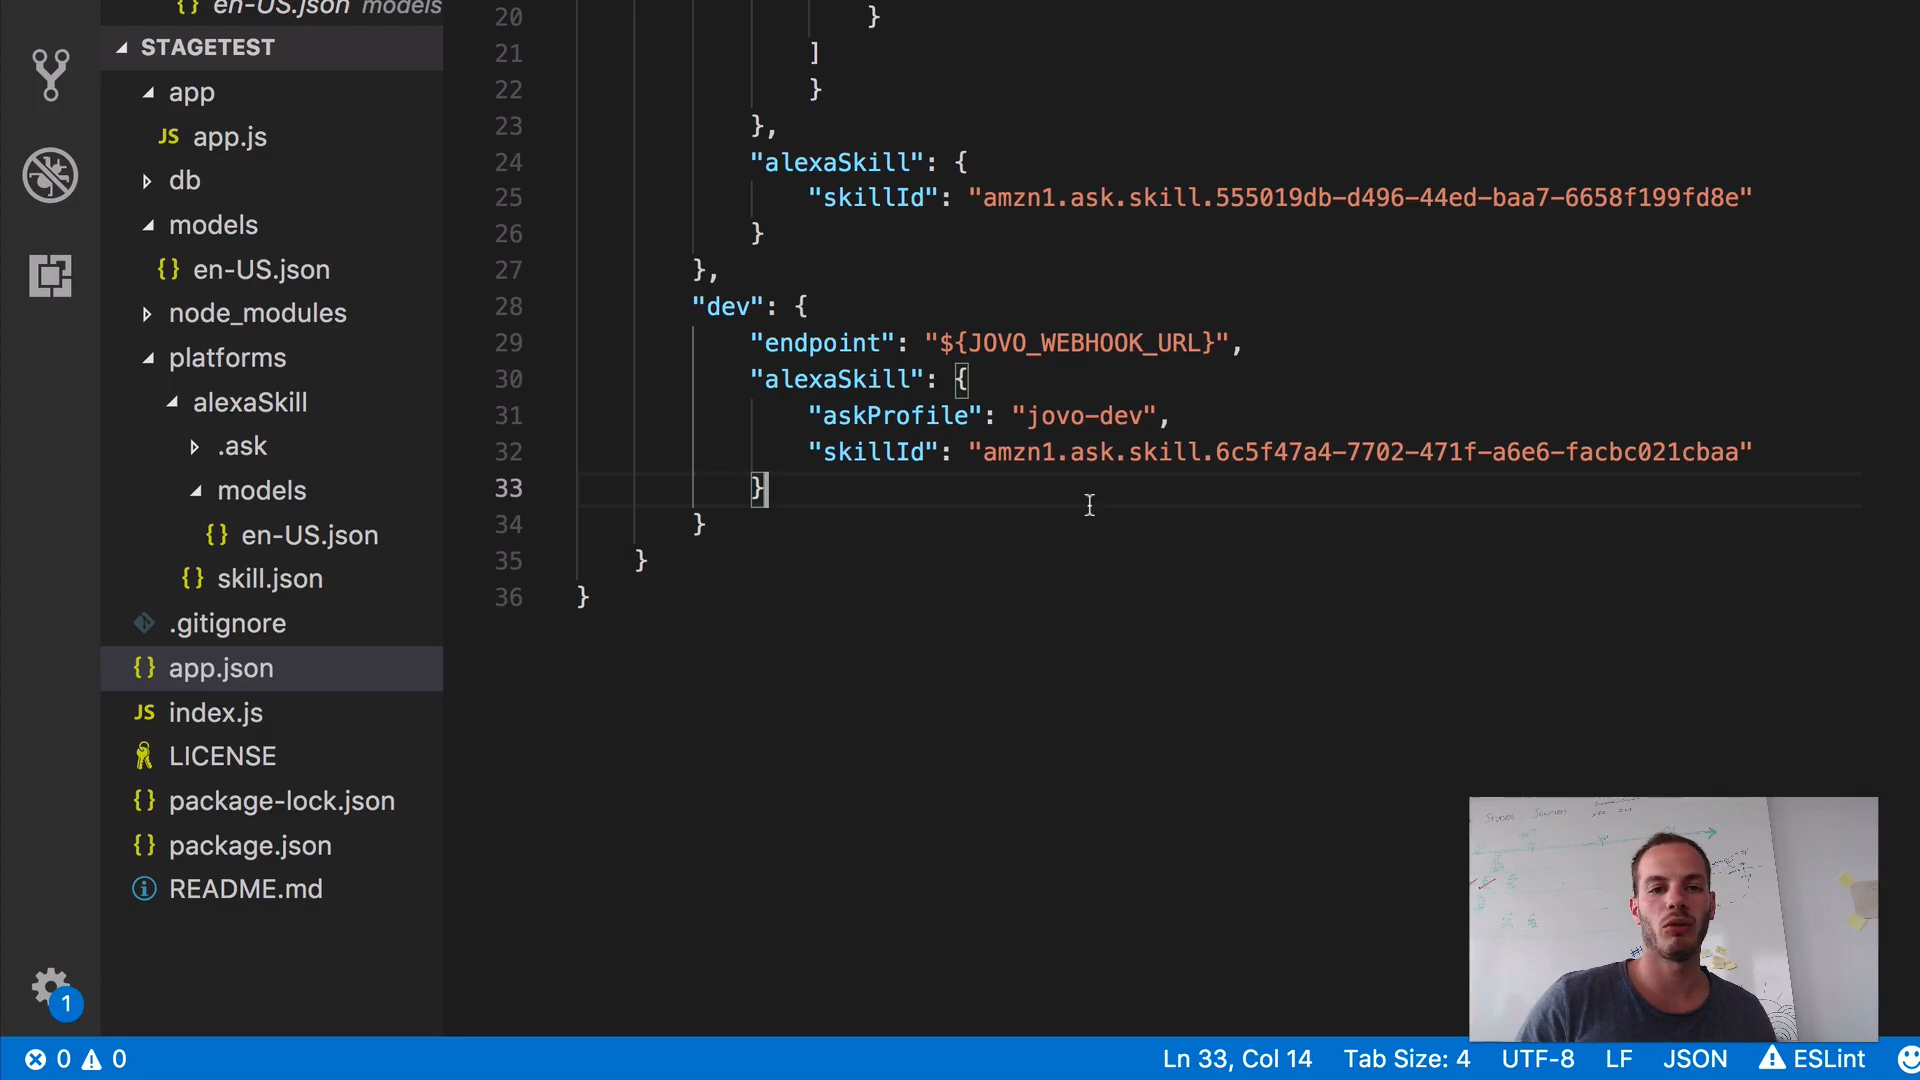 en-US.json models
STAGETEST
app
app.js
db
models
en-US.json
node_modules
platforms
alexaSkill
.ask
models
en-US.json
skill.json
.gitignore
app.json
index.js
LICENSE
package-lock.json
package.json
README.md
1
20 }
21 ]
22 }
23 },
24 "alexaSkill": {
25 "skillId": "amzn1.ask.skill.555019db-d496-44ed-baa7-6658f199fd8e"
26 }
27 },
28 "dev": {
29 "endpoint": "${JOVO_WEBHOOK_URL}",
30 "alexaSkill": {
31 "askProfile": "jovo-dev",
32 "skillId": "amzn1.ask.skill.6c5f47a4-7702-471f-a6e6-facbc021cbaa"
33 }
34 }
35 }
36 }
0 0 Ln 33, Col 14 Tab Size: 4 UTF-8 LF JSON ESLint